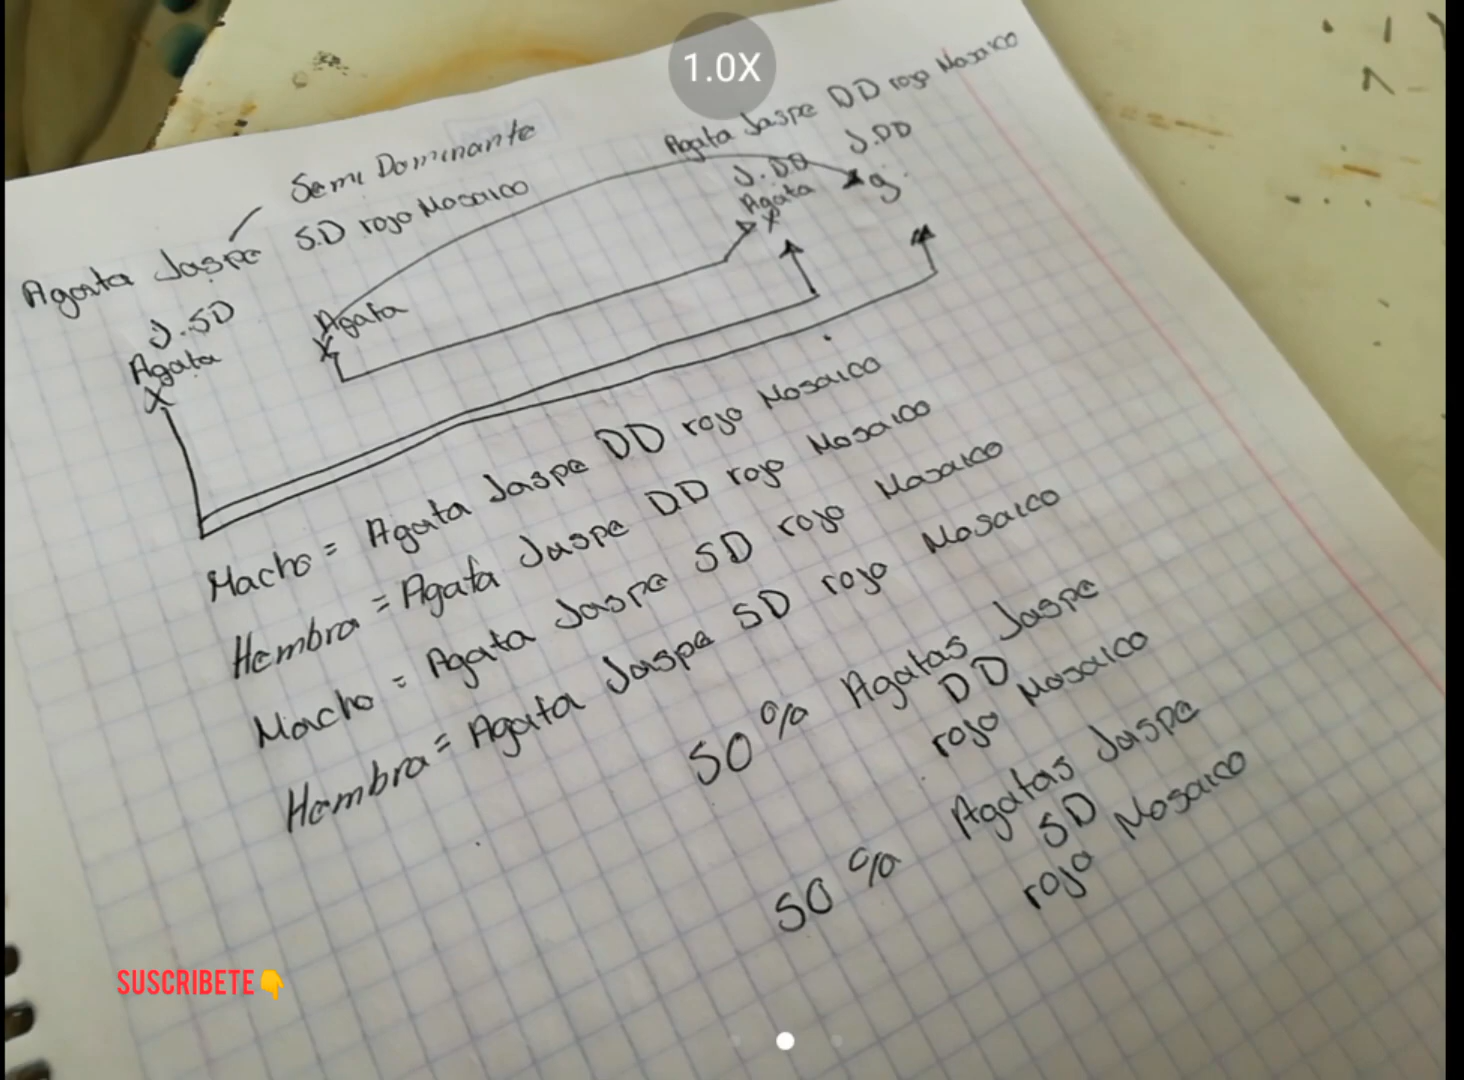 1.0X
Semi Dominante
Agata Jaspe DD rojo Mosaico
Agata Jaspe S.D rojo Mosaico
J.DD
J.DD
Agata
X
y
J.SD
Agata
X
Agata
X
Macho = Agata Jaspe DD rojo Mosaico
Hembra = Agata Jaspe DD rojo Mosaico
Macho = Agata Jaspe SD rojo Mosaico
Hembra = Agata Jaspe SD rojo Mosaico
50 % Agatas Jaspe
DD
rojo Mosaico
50 % Agatas Jaspe
SD
rojo Mosaico
SUSCRIBETE👇